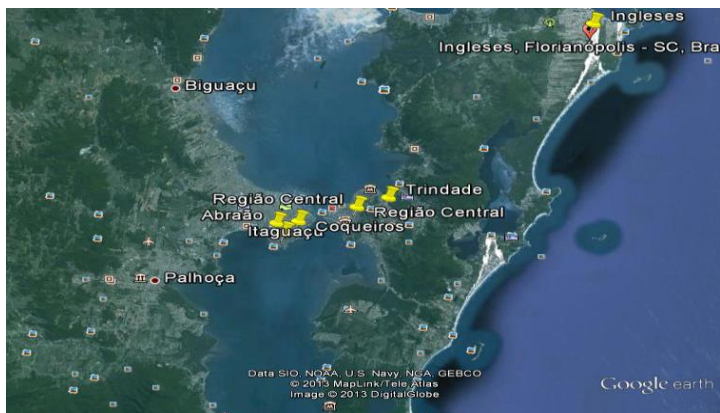 Ingleses
Ingleses, Florianópolis - SC, Bra
Biguaçu
Trindade
Região Central
Região Central
Abraão
Itaguaçu
Coqueiros
Palhoça
Data SIO, NOAA, U.S. Navy, NGA, GEBCO
© 2013 MapLink/Tele Atlas
Image © 2013 DigitalGlobe
Google earth